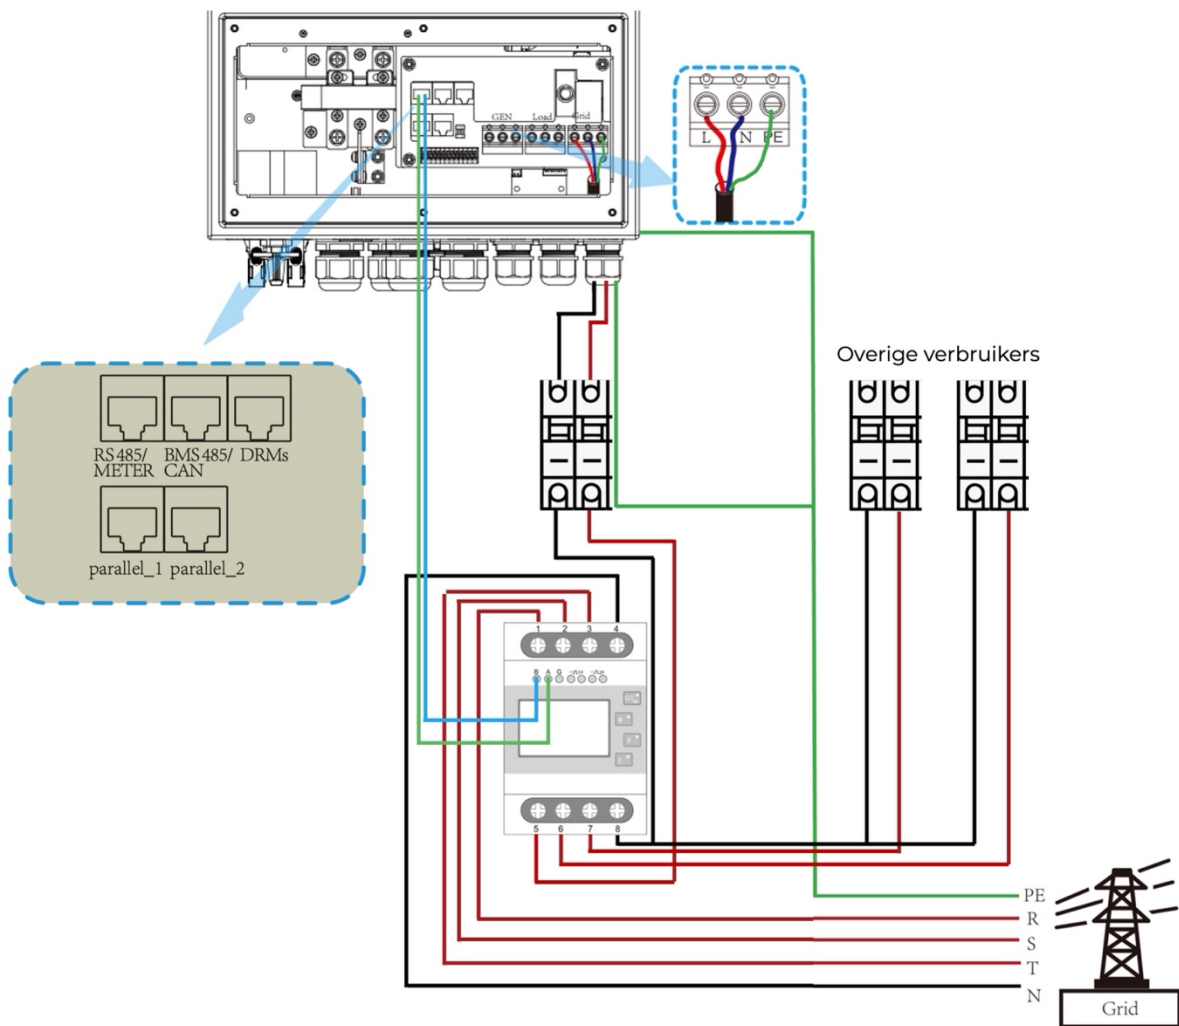 GEN Load Grid
L N PE
Overige verbruikers
RS485/ BMS485/ DRMs
METER CAN
parallel_1 parallel_2
1 2 3 4
B A G
5 6 7 8
PE
R
S
T
N
Grid